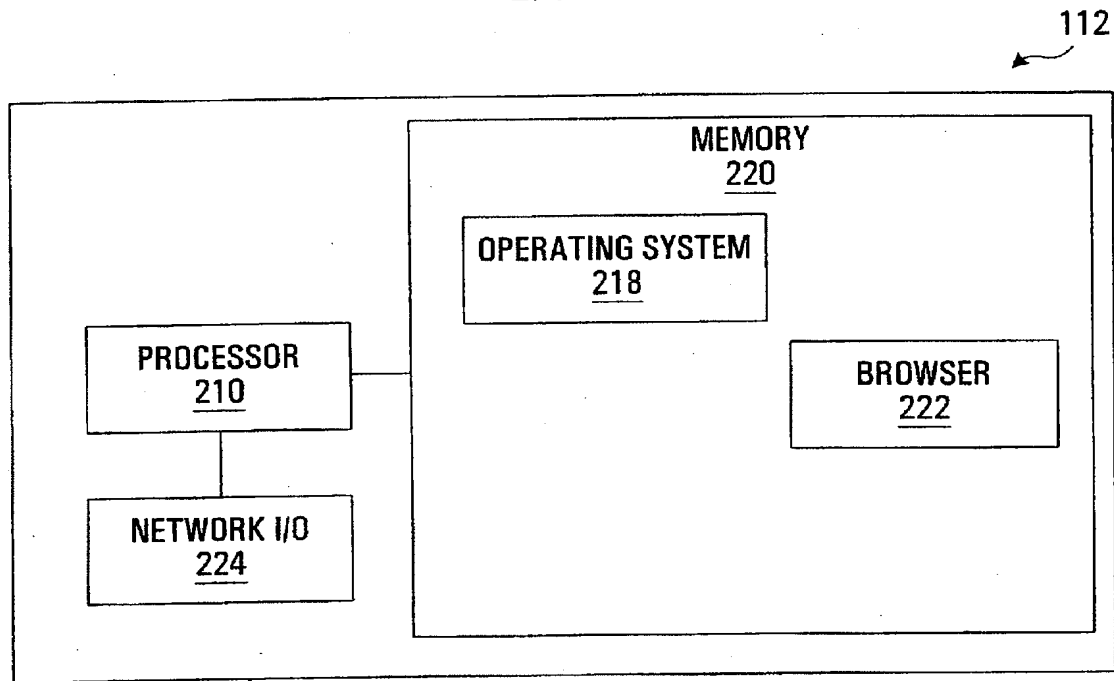 112
MEMORY
220
OPERATING SYSTEM
218
PROCESSOR
210
BROWSER
222
NETWORK I/O
224